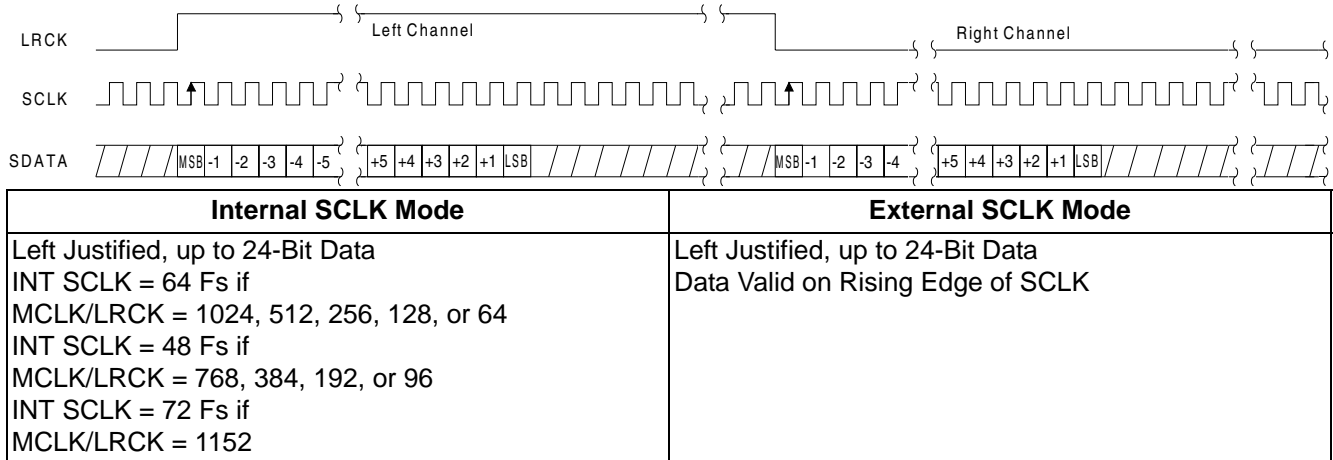 LRCK Left Channel Right Channel
SCLK
SDATA MSB -1 -2 -3 -4 -5 +5 +4 +3 +2 +1 LSB MSB -1 -2 -3 -4 +5 +4 +3 +2 +1 LSB
Internal SCLK Mode External SCLK Mode
Left Justified, up to 24-Bit Data
INT SCLK = 64 Fs if
MCLK/LRCK = 1024, 512, 256, 128, or 64
INT SCLK = 48 Fs if
MCLK/LRCK = 768, 384, 192, or 96
INT SCLK = 72 Fs if
MCLK/LRCK = 1152
Left Justified, up to 24-Bit Data
Data Valid on Rising Edge of SCLK